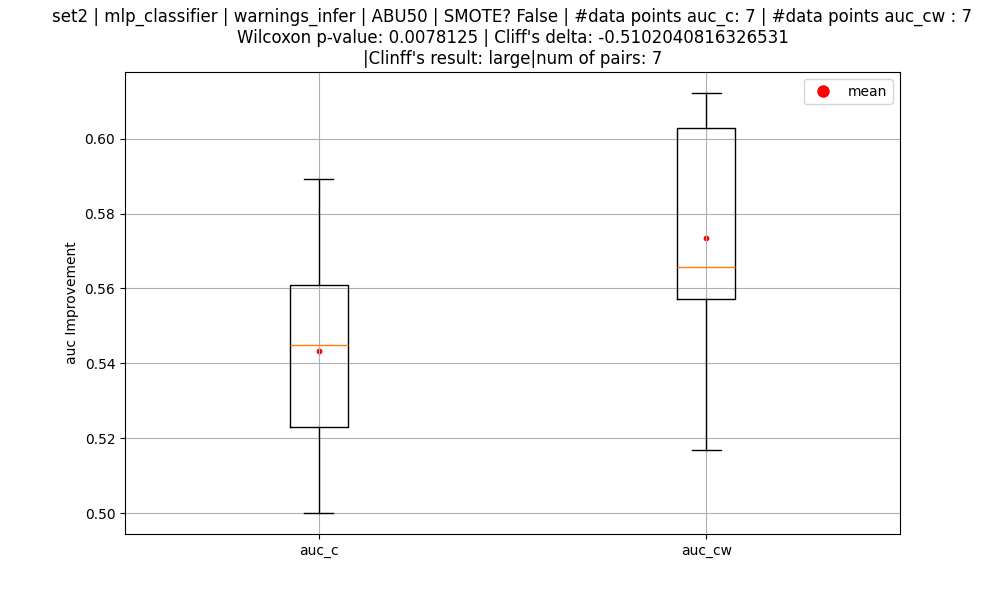 set2 | mlp_classifier | warnings_infer | ABU50 | SMOTE? False | #data points auc_c: 7 | #data points auc_cw : 7
Wilcoxon p-value: 0.0078125 | Cliff's delta: -0.5102040816326531
|Clinff's result: large|num of pairs: 7
mean
0.60
0.58
0.56
0.54
0.52
0.50
auc Improvement
auc_c
auc_cw